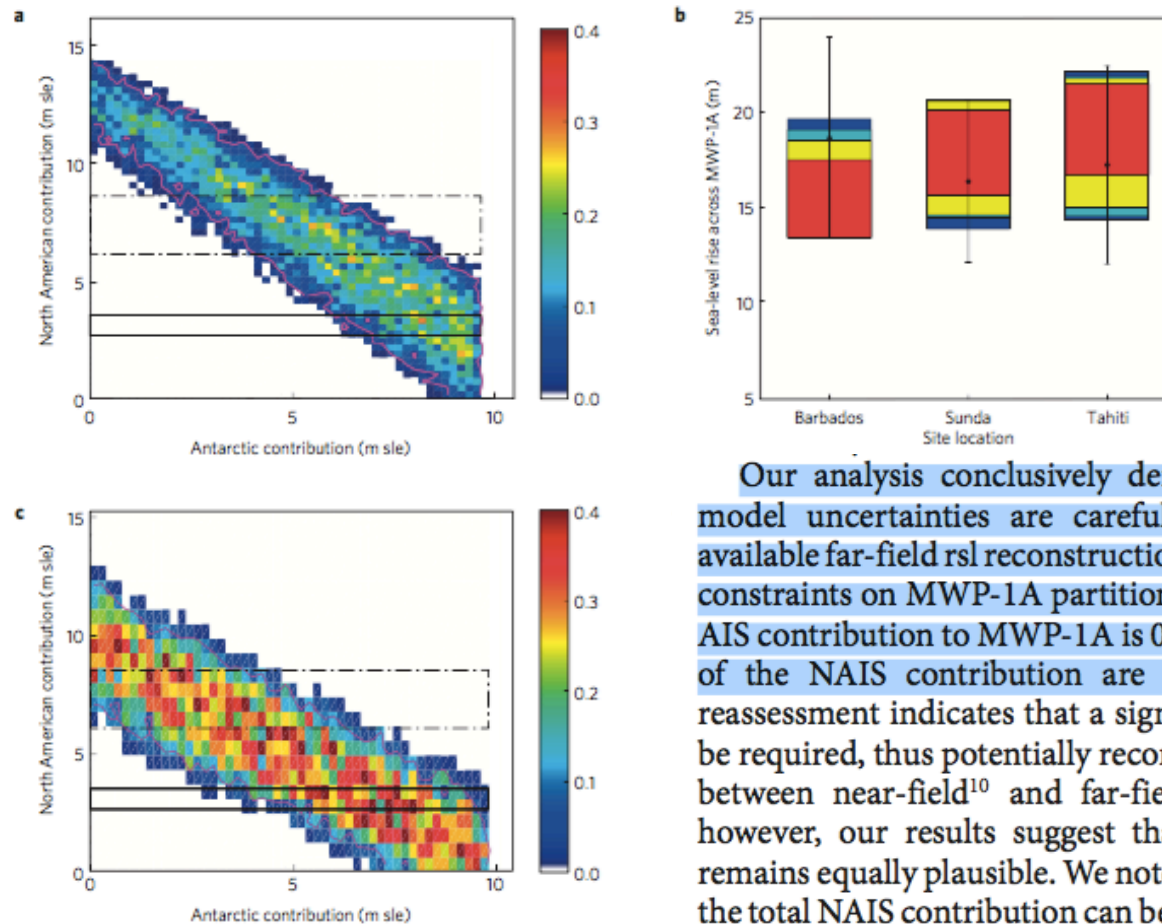 a
North American contribution (m sle)
15
10
5
0
0
5
10
Antarctic contribution (m sle)
0.4
0.3
0.2
0.1
0.0
b
Sea-level rise across MWP-1A (m)
25
20
15
10
5
Barbados
Sunda
Tahiti
Site location
c
North American contribution (m sle)
15
10
5
0
0
5
10
Antarctic contribution (m sle)
0.4
0.3
0.2
0.1
0.0
Our analysis conclusively de
model uncertainties are careful
available far-field rsl reconstructio
constraints on MWP-1A partition
AIS contribution to MWP-1A is 0
of the NAIS contribution are
reassessment indicates that a sign
be required, thus potentially recon
between near-field10 and far-fie
however, our results suggest tha
remains equally plausible. We not
the total NAIS contribution can be